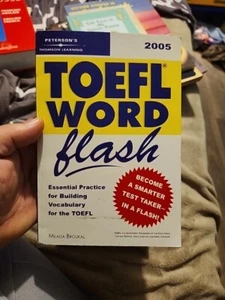 PETERSON'S
THOMSON LEARNING
2005
TOEFL
WORD
flash
Essential Practice
for Building
Vocabulary
for the TOEFL
BECOME
A SMARTER
TEST TAKER—
IN A FLASH!
MILADA BROUKAL